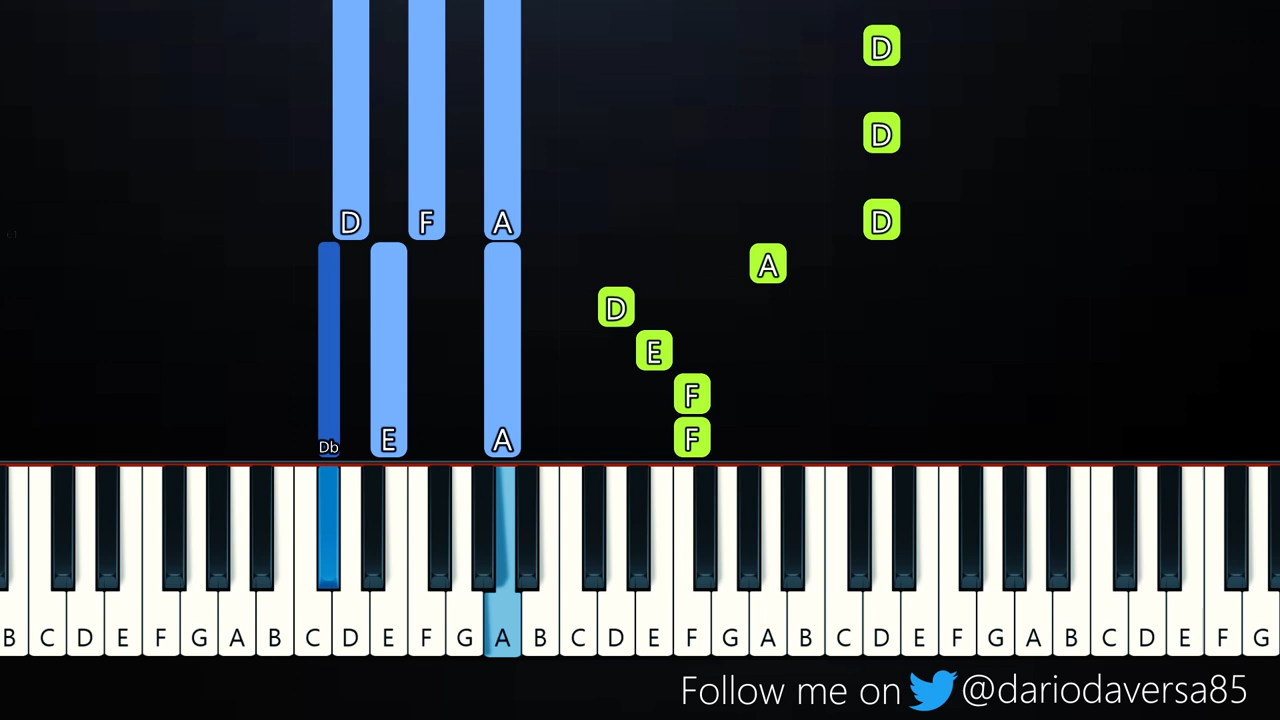 D
D
D F A D
A
D
E
F
Db E A F
B C D E F G A B C D E F G A B C D E F G A B C D E F G A B C D E F G
Follow me on @dariodaversa85